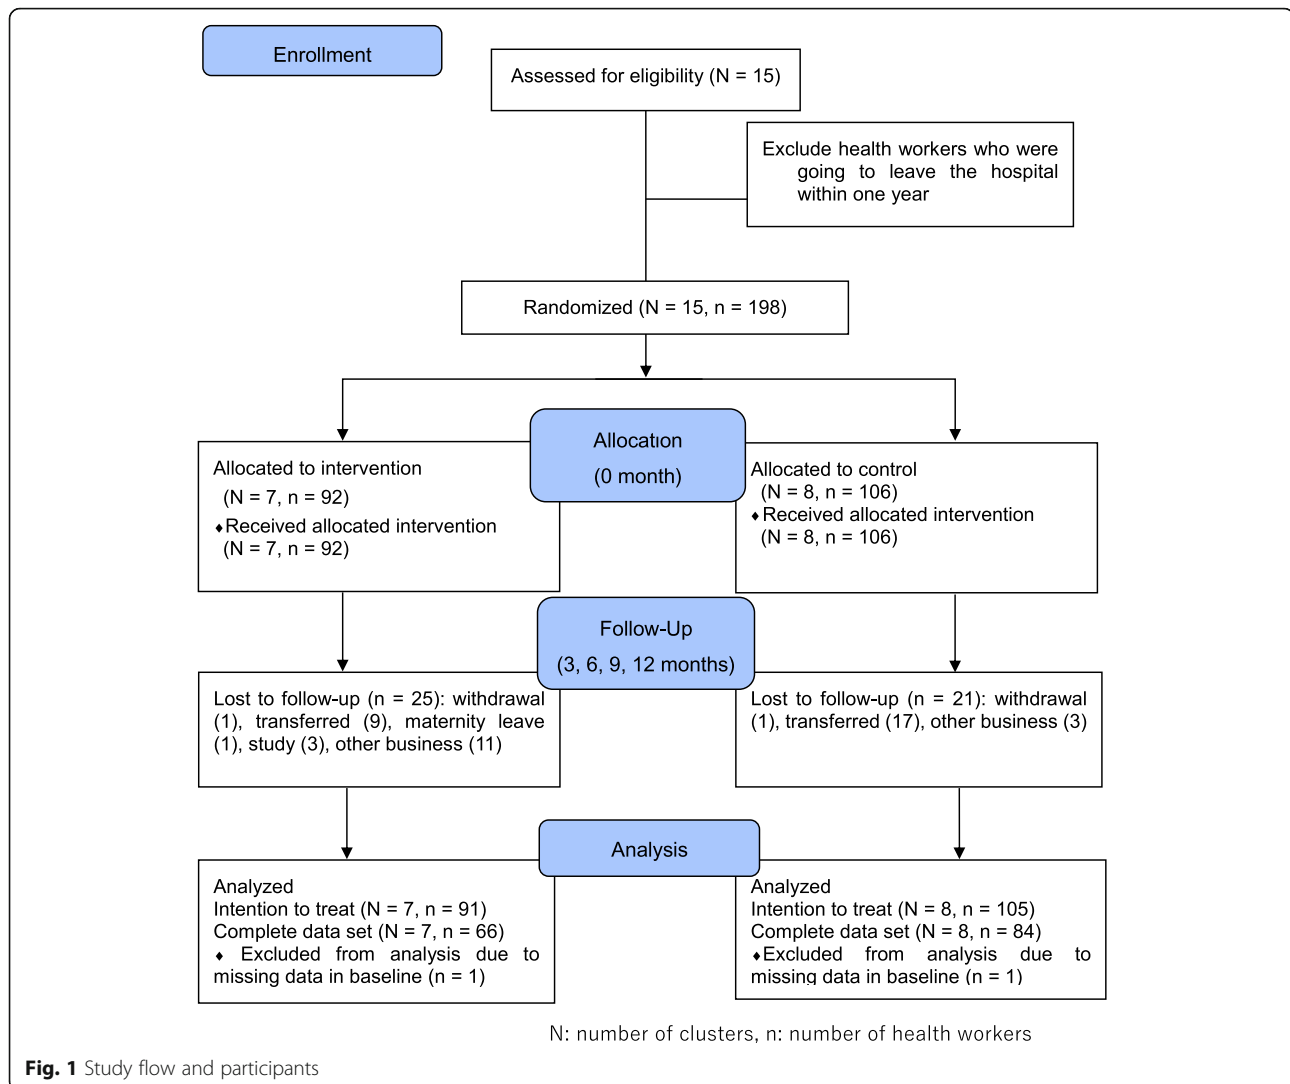 Enrollment
Assessed for eligibility (N = 15)
Exclude health workers who were
going to leave the hospital
within one year
Randomized (N = 15, n = 198)
Allocation
(0 month)
Allocated to intervention
(N = 7, n = 92)
♦Received allocated intervention
(N = 7, n = 92)
Allocated to control
(N = 8, n = 106)
♦Received allocated intervention
(N = 8, n = 106)
Follow-Up
(3, 6, 9, 12 months)
Lost to follow-up (n = 25): withdrawal
(1), transferred (9), maternity leave
(1), study (3), other business (11)
Lost to follow-up (n = 21): withdrawal
(1), transferred (17), other business (3)
Analysis
Analyzed
Intention to treat (N = 7, n = 91)
Complete data set (N = 7, n = 66)
♦ Excluded from analysis due to
missing data in baseline (n = 1)
Analyzed
Intention to treat (N = 8, n = 105)
Complete data set (N = 8, n = 84)
♦Excluded from analysis due to
missing data in baseline (n = 1)
N: number of clusters, n: number of health workers
Fig. 1 Study flow and participants